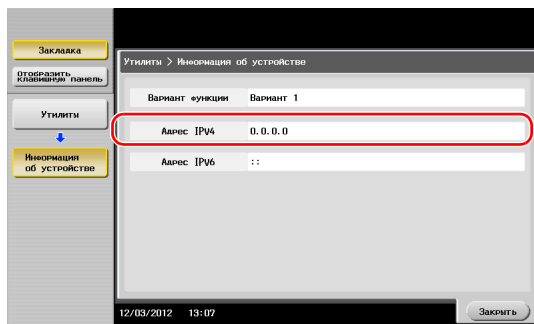 Закладка
Отобразить
клавишную панель
Утилиты
Информация
об устройстве
Утилиты > Информация об устройстве
Вариант функции Вариант 1
Адрес IPV4 0.0.0.0
Адрес IPV6 ::
12/03/2012 13:07
Закрыть